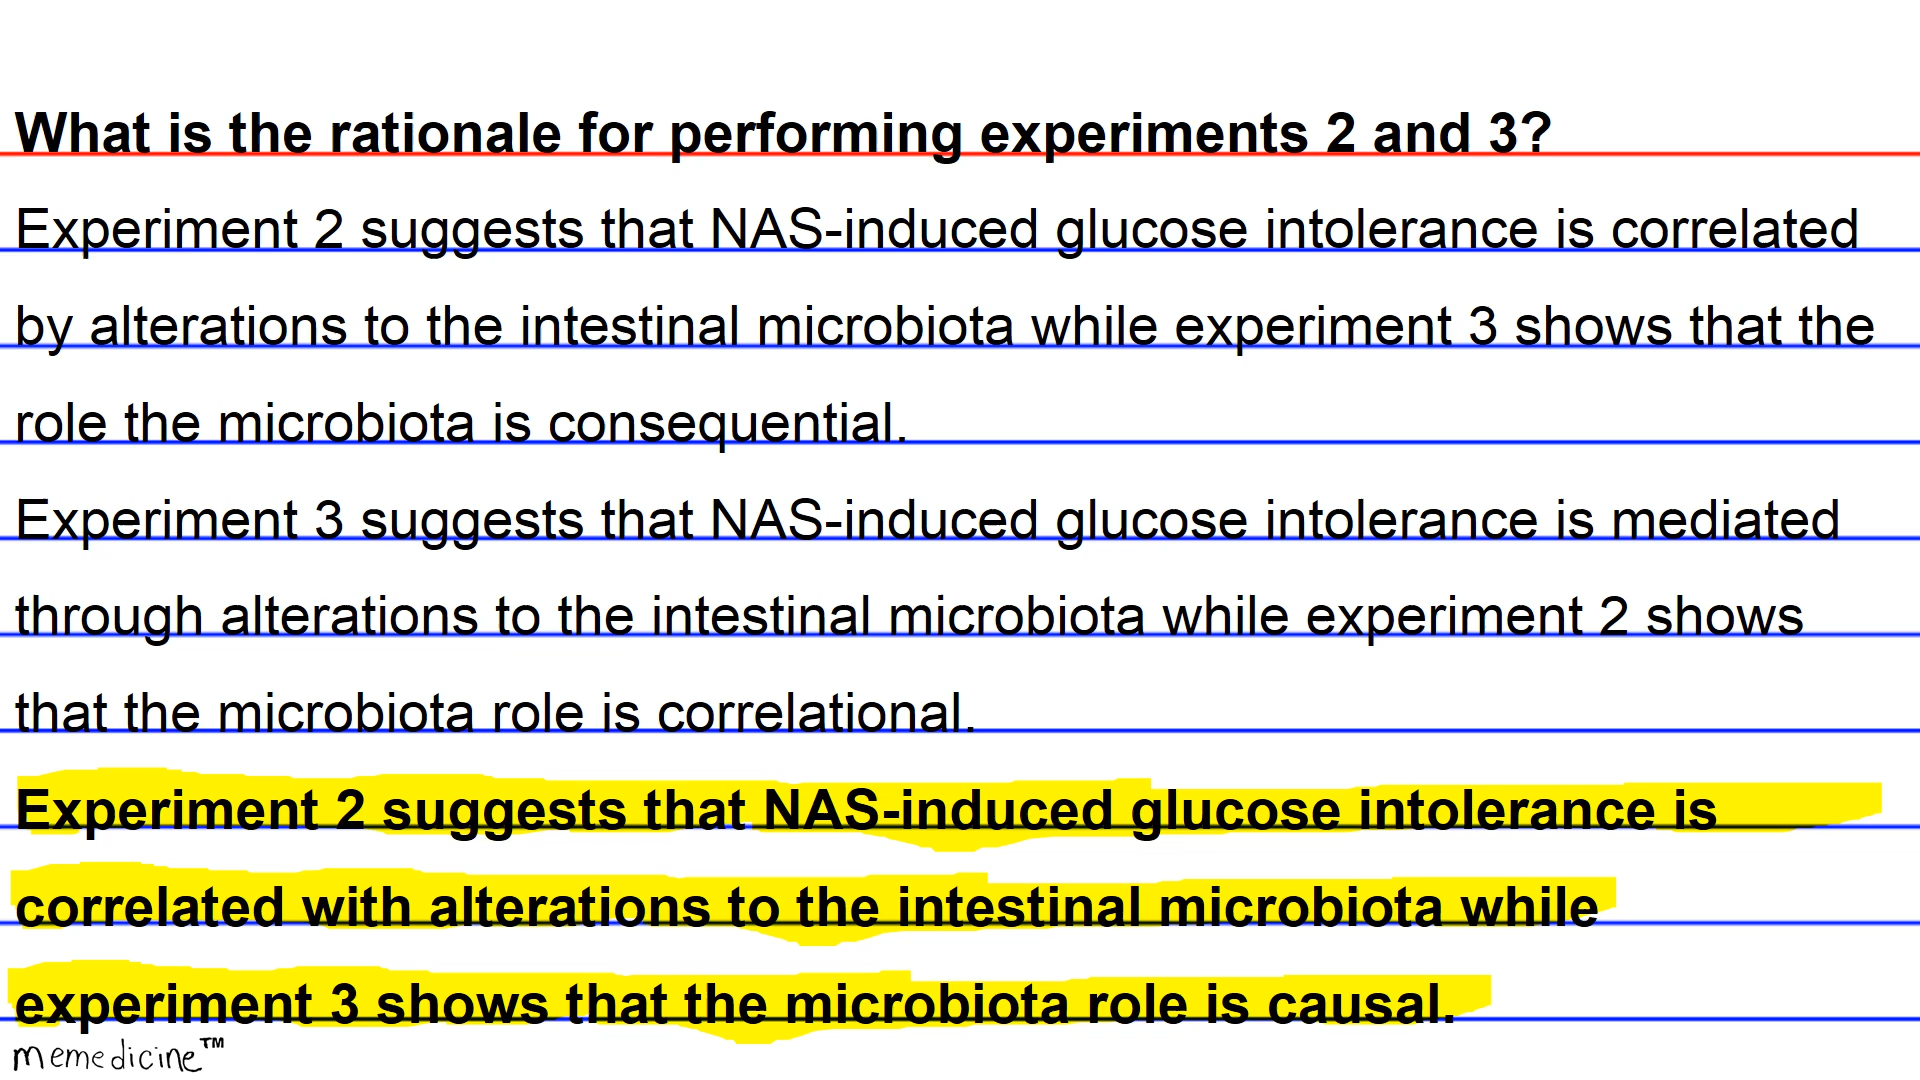 What is the rationale for performing experiments 2 and 3?
Experiment 2 suggests that NAS-induced glucose intolerance is correlated
by alterations to the intestinal microbiota while experiment 3 shows that the
role the microbiota is consequential.
Experiment 3 suggests that NAS-induced glucose intolerance is mediated
through alterations to the intestinal microbiota while experiment 2 shows
that the microbiota role is correlational.
Experiment 2 suggests that NAS-induced glucose intolerance is
correlated with alterations to the intestinal microbiota while
experiment 3 shows that the microbiota role is causal.
memedicine™